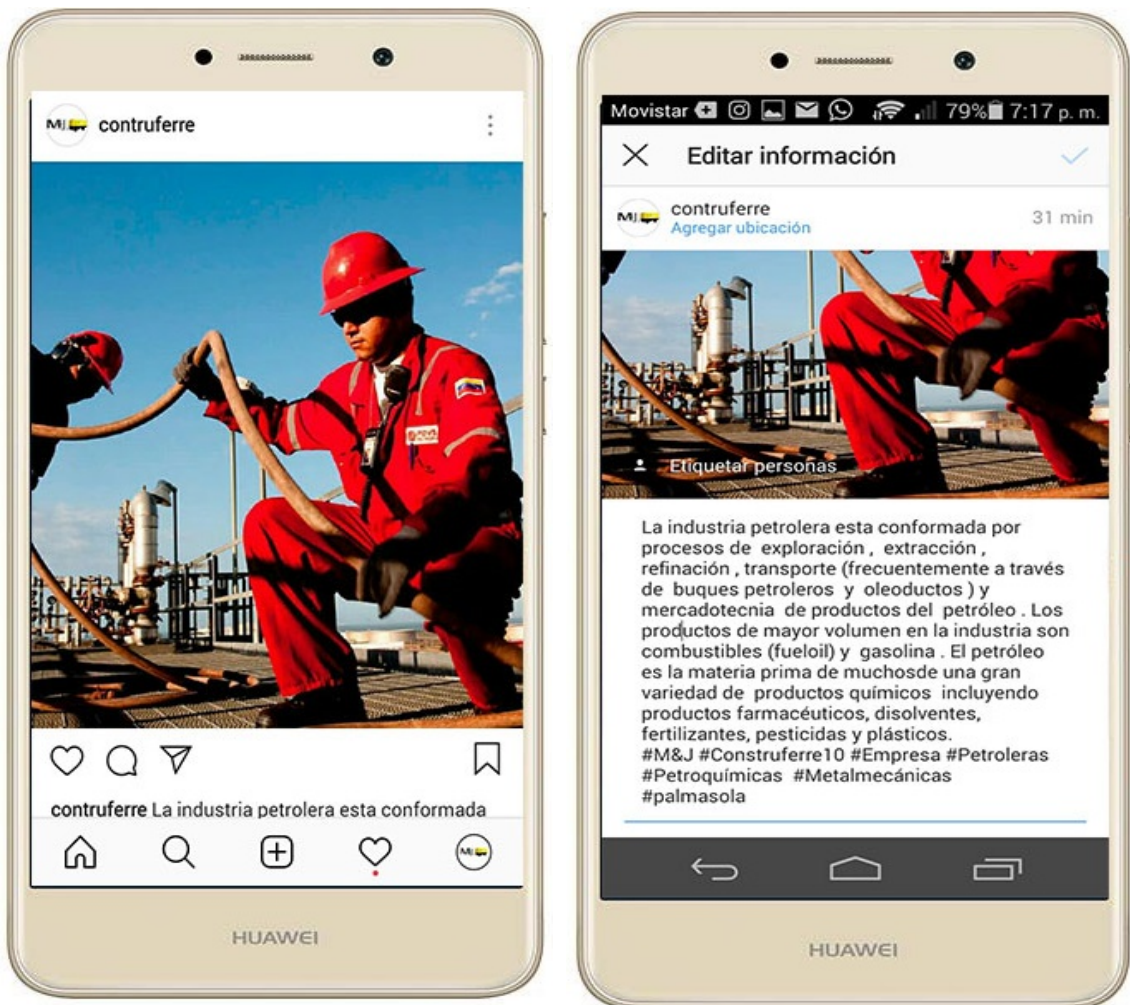 MJ contruferre
PDVSA
contruferre La industria petrolera esta conformada
MJ
HUAWEI
Movistar 79% 7:17 p. m.
Editar información
MJ contruferre
Agregar ubicación
31 min
Etiquetar personas
La industria petrolera esta conformada por
procesos de exploración , extracción ,
refinación , transporte (frecuentemente a través
de buques petroleros y oleoductos ) y
mercadotecnia de productos del petróleo . Los
productos de mayor volumen en la industria son
combustibles (fueloil) y gasolina . El petróleo
es la materia prima de muchosde una gran
variedad de productos químicos incluyendo
productos farmacéuticos, disolventes,
fertilizantes, pesticidas y plásticos.
#M&J #Construferre10 #Empresa #Petroleras
#Petroquímicas #Metalmecánicas
#palmasola
HUAWEI